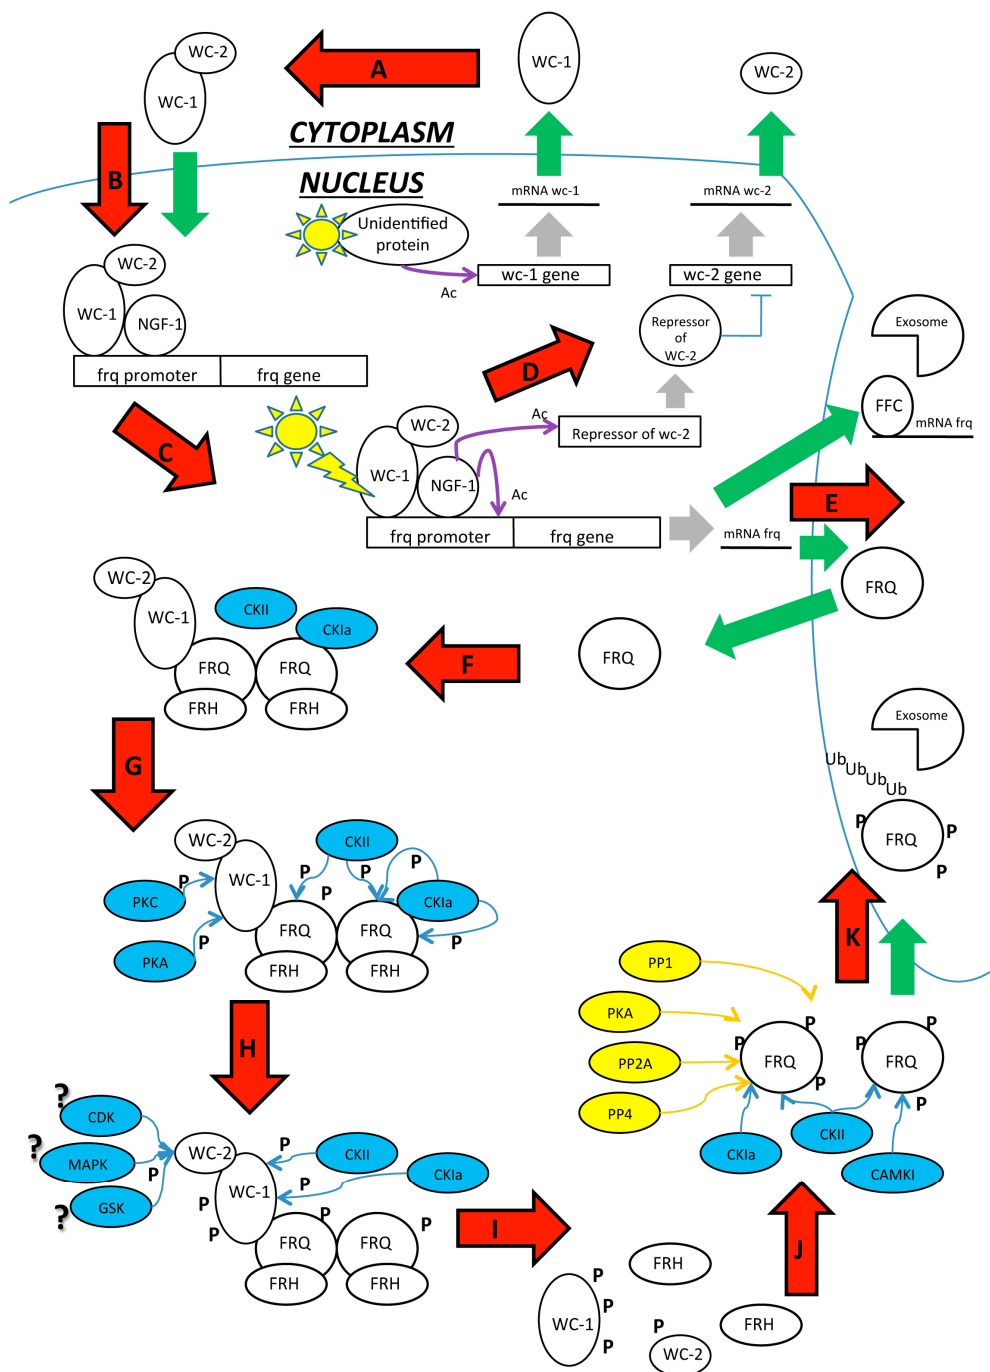 WC-2
WC-1
A
WC-1
WC-2
CYTOPLASM
B
NUCLEUS
mRNA wc-1
mRNA wc-2
Unidentified
protein
Ac
wc-1 gene
wc-2 gene
WC-2
WC-1
NGF-1
frq promoter
frq gene
Repressor
of
WC-2
Exosome
D
FFC
mRNA frq
C
WC-2
WC-1
NGF-1
Ac
Ac
Repressor of wc-2
frq promoter
frq gene
mRNA frq
E
FRQ
WC-2
WC-1
CKII
CKIa
FRQ
FRQ
FRH
FRH
F
FRQ
G
Exosome
Ub
Ub
Ub
Ub
P
FRQ
P
P
WC-2
WC-1
CKII
P
P
P
P
PKC
P
CKIa
PKA
P
FRQ
FRQ
P
FRH
FRH
K
PP1
PKA
PP2A
PP4
P
P
FRQ
P
P
P
FRQ
P
CKIa
CKII
CAMKI
H
?
CDK
?
MAPK
?
GSK
P
WC-2
WC-1
P
CKII
P
CKIa
P
P
P
P
FRQ
FRQ
FRH
FRH
I
J
P
P
P
WC-1
FRH
P
WC-2
FRH